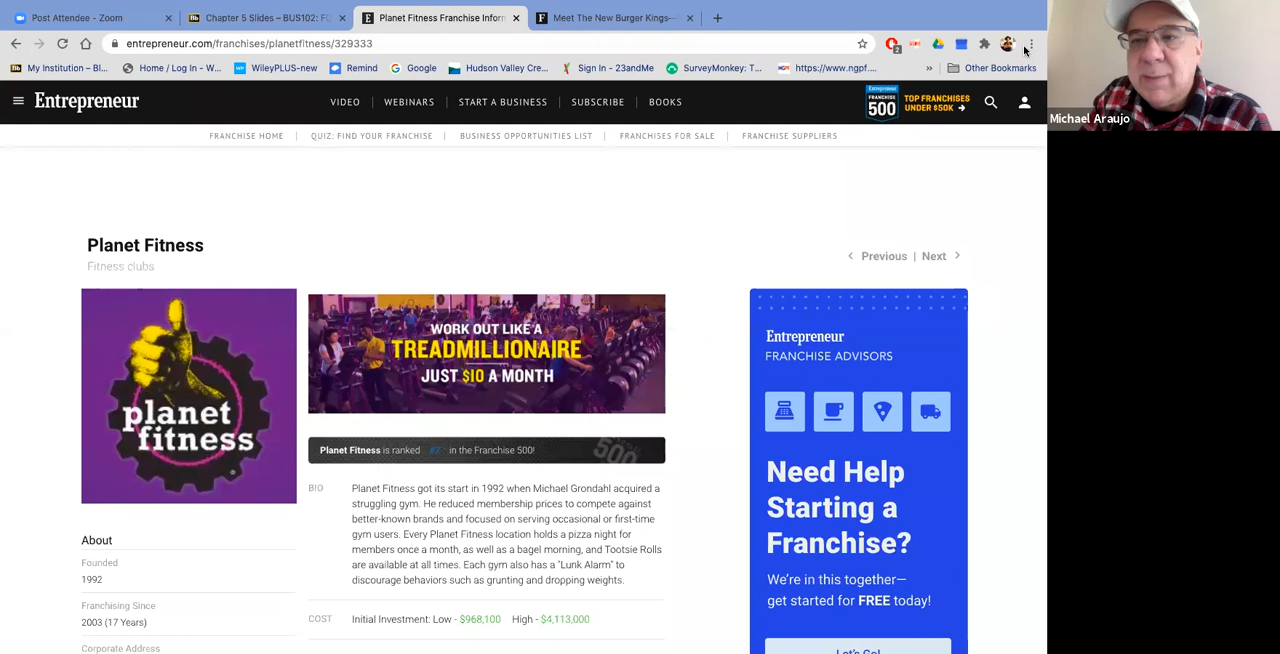 Post Attendee - Zoom
Chapter 5 Slides – BUS102: FO
Planet Fitness Franchise Inform
Meet The New Burger Kings—
entrepreneur.com/franchises/planetfitness/329333
2
My Institution – Bl...
Home / Log In - W...
WileyPLUS-new
Remind
Google
Hudson Valley Cre...
Sign In - 23andMe
SurveyMonkey: T...
https://www.ngpf....
»
Other Bookmarks
Michael Araujo
Entrepreneur
VIDEO | WEBINARS | START A BUSINESS | SUBSCRIBE | BOOKS
Entrepreneur
FRANCHISE
500
TOP FRANCHISES
UNDER $50K →
FRANCHISE HOME | QUIZ: FIND YOUR FRANCHISE | BUSINESS OPPORTUNITIES LIST | FRANCHISES FOR SALE | FRANCHISE SUPPLIERS
Planet Fitness
Fitness clubs
< Previous | Next >
planet
fitness
WORK OUT LIKE A
TREADMILLIONAIRE
JUST $10 A MONTH
Planet Fitness is ranked #7 in the Franchise 500!
500
BIO
Planet Fitness got its start in 1992 when Michael Grondahl acquired a
struggling gym. He reduced membership prices to compete against
better-known brands and focused on serving occasional or first-time
gym users. Every Planet Fitness location holds a pizza night for
members once a month, as well as a bagel morning, and Tootsie Rolls
are available at all times. Each gym also has a "Lunk Alarm" to
discourage behaviors such as grunting and dropping weights.
COST
Initial Investment: Low - $968,100 High - $4,113,000
About
Founded
1992
Franchising Since
2003 (17 Years)
Corporate Address
Entrepreneur
FRANCHISE ADVISORS
Need Help
Starting a
Franchise?
We're in this together—
get started for FREE today!
Let's Go!